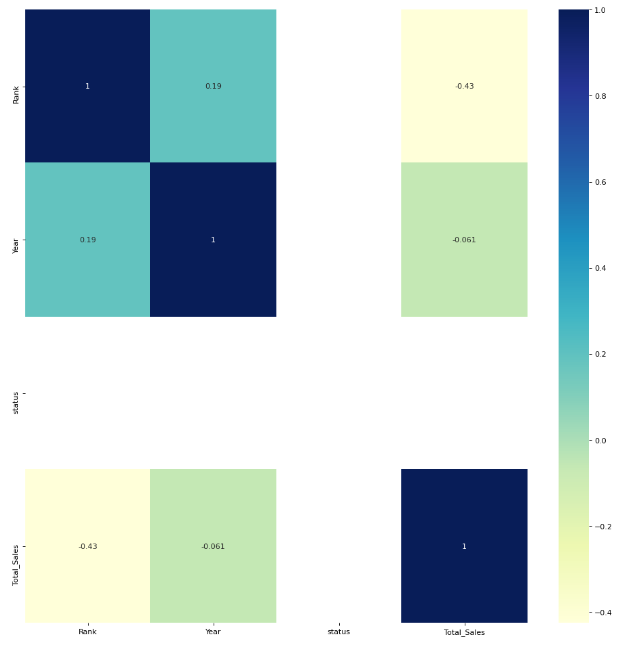 Rank
1
0.19
-0.43
Year
0.19
1
-0.061
status
Total_Sales
-0.43
-0.061
1
Rank
Year
status
Total_Sales
1.0
0.8
0.6
0.4
0.2
0.0
−0.2
−0.4